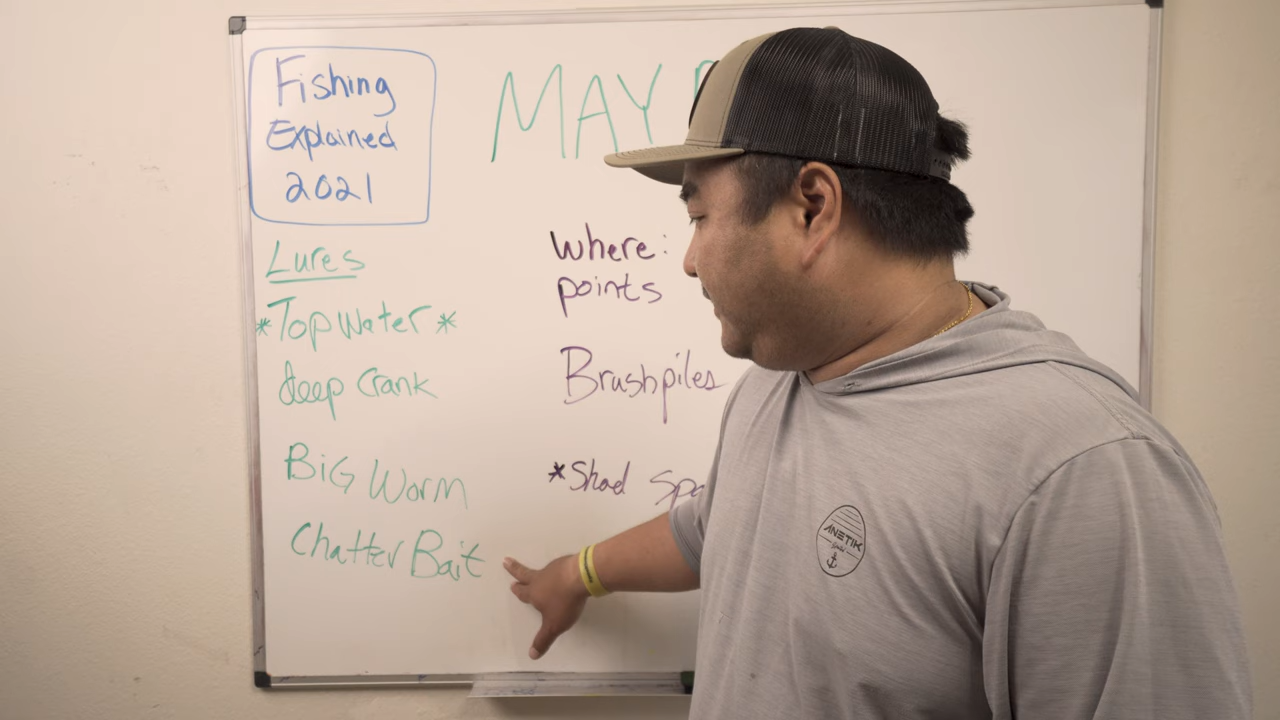 Fishing
Explained
2021
MAY
Lures
*Top Water*
deep Crank
BiG Worm
Chatter Bait
where:
points
Brushpiles
*Shad
ANETIK